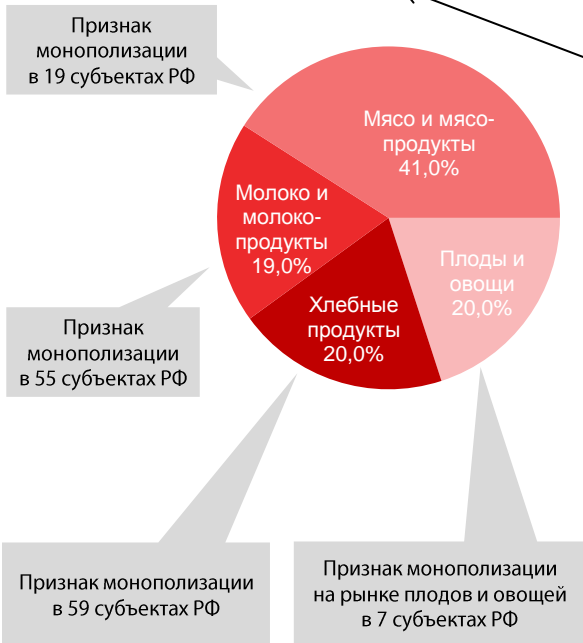 Признак
монополизации
в 19 субъектах РФ
Мясо и мясо-
продукты
41,0%
Молоко и
молоко-
продукты
19,0%
Плоды и
овощи
20,0%
Хлебные
продукты
20,0%
Признак
монополизации
в 55 субъектах РФ
Признак монополизации
в 59 субъектах РФ
Признак монополизации
на рынке плодов и овощей
в 7 субъектах РФ